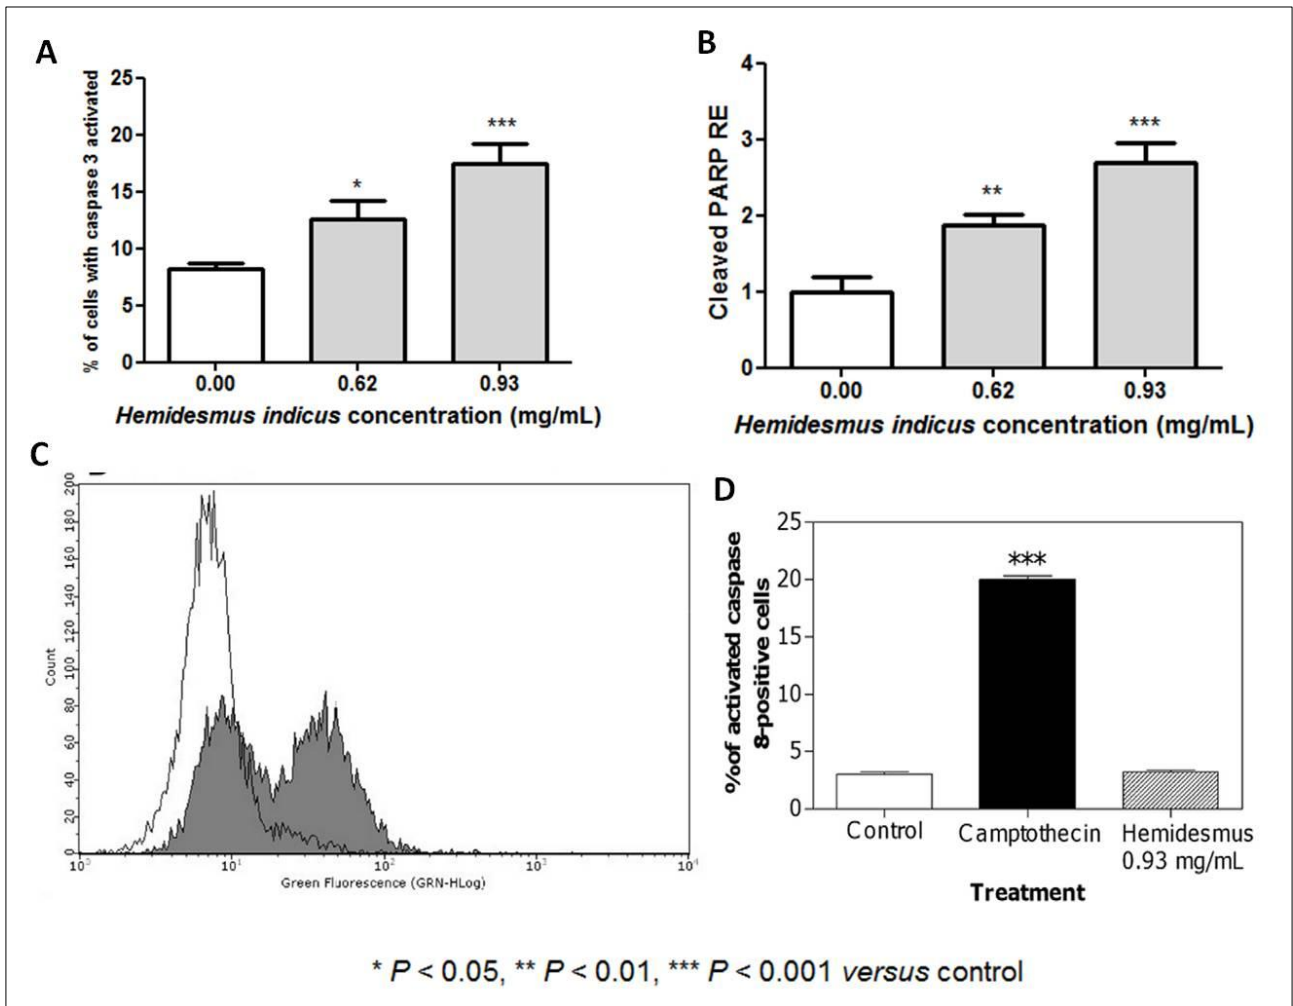 A
% of cells with caspase 3 activated
25
20
15
10
5
0
*
***
0.00 0.62 0.93
Hemidesmus indicus concentration (mg/mL)
B
Cleaved PARP RE
4
3
2
1
0
**
***
0.00 0.62 0.93
Hemidesmus indicus concentration (mg/mL)
C
Count
200
180
160
140
120
100
80
60
40
20
0
10⁰ 10¹ 10² 10³ 10⁴
Green Fluorescence (GRN-HLog)
D
%of activated caspase
8-positive cells
25
20
15
10
5
0
***
Control Camptothecin Hemidesmus
0.93 mg/mL
Treatment
* P < 0.05, ** P < 0.01, *** P < 0.001 versus control